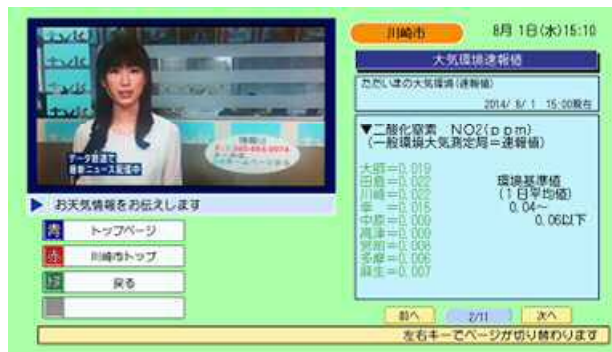 tvk
データ放送で
最新ニュース配信中
情報は
お天気情報をお伝えします
青 トップページ
赤 川崎市トップ
緑 戻る
川崎市 8月 1日(水)15:10
大気環境速報値
ただいまの大気環境(速報値)
2014/ 8/ 1 15:00現在
▼二酸化窒素 NO2(ppm)
(一般環境大気測定局=速報値)
大師=0.019
田島=0.022
川崎=0.022
幸 =0.015
中原=0.009
高津=0.009
宮前=0.008
多摩=0.006
麻生=0.007
環境基準値
(1日平均値)
0.04~
0.06以下
前へ 2/11 次へ
左右キーでページが切り替わります